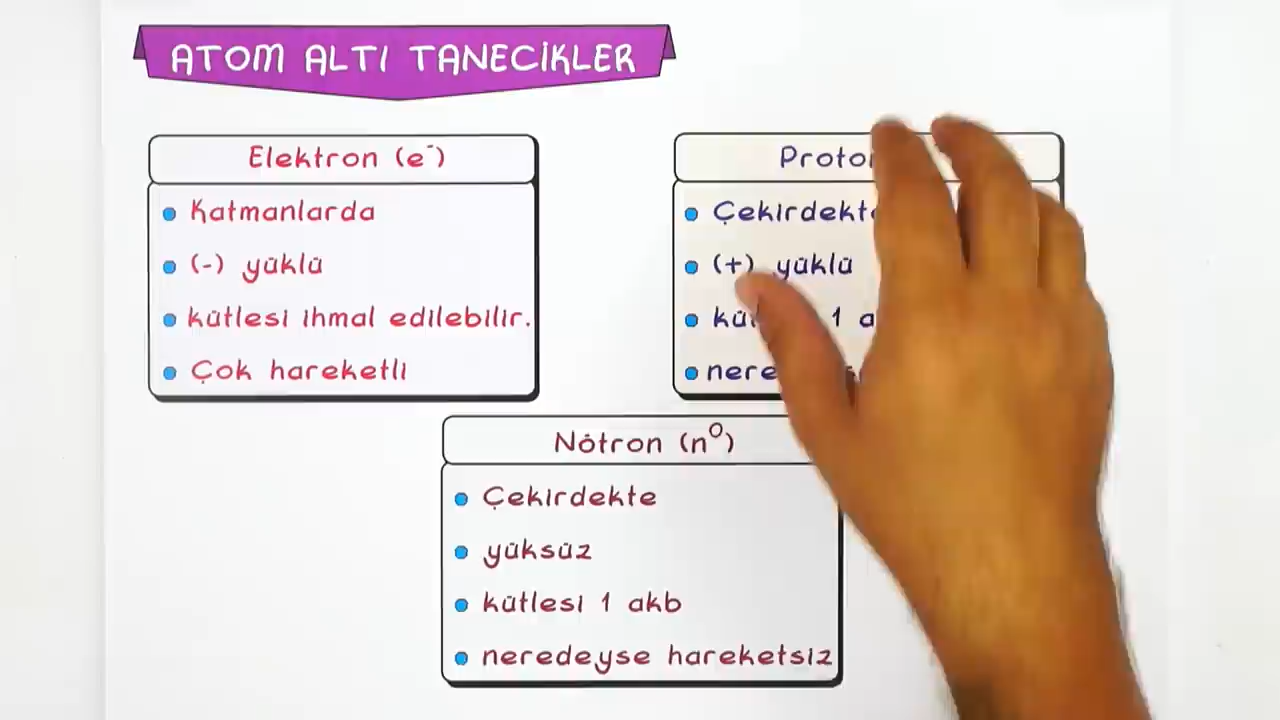 ATOM ALTI TANECİKLER
Elektron (e⁻)
Katmanlarda
(-) yüklü
kütlesi ihmal edilebilir.
Çok hareketli
(+) yüklü
1
Nötron (n⁰)
Çekirdekte
yüksüz
kütlesi 1 akb
neredeyse hareketsiz